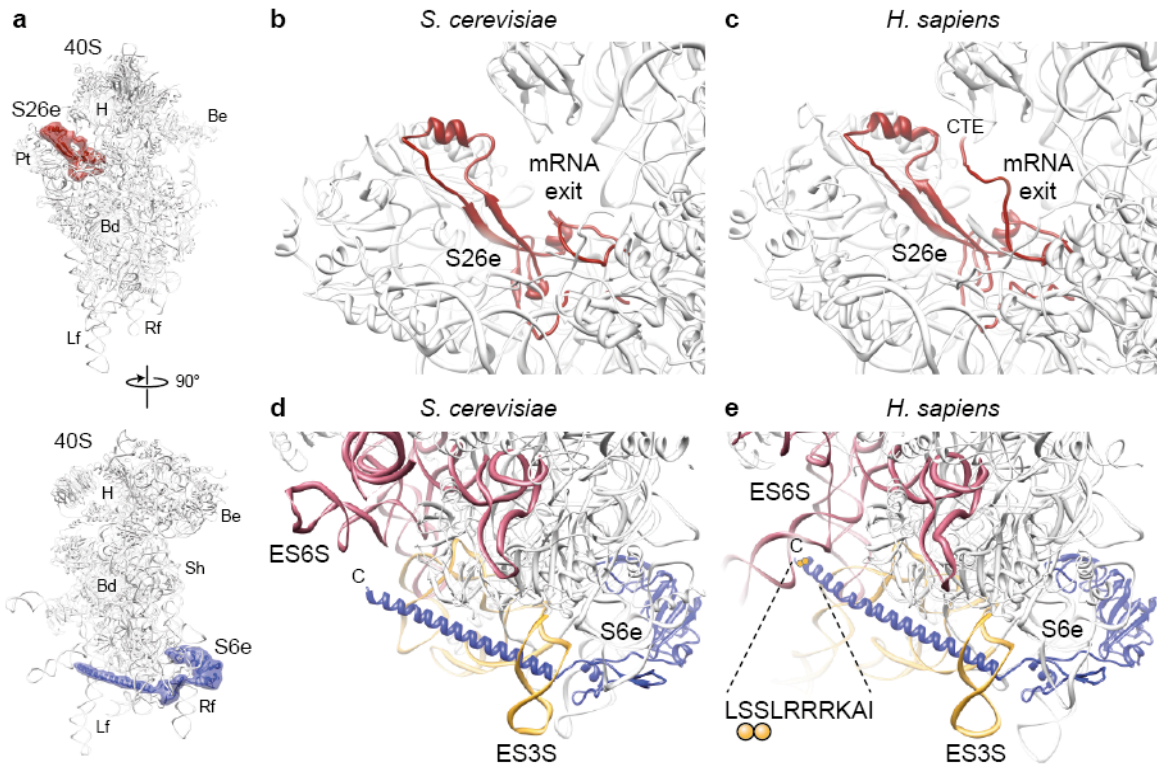 a
40S
S26e
H
Be
Pt
Bd
Lf
Rf
90°
40S
H
Be
Sh
Bd
S6e
Lf
Rf
b
S. cerevisiae
mRNA
exit
S26e
c
H. sapiens
CTE
mRNA
exit
S26e
d
S. cerevisiae
ES6S
C
S6e
ES3S
e
H. sapiens
ES6S
C
S6e
LSSLRRRKAI
ES3S